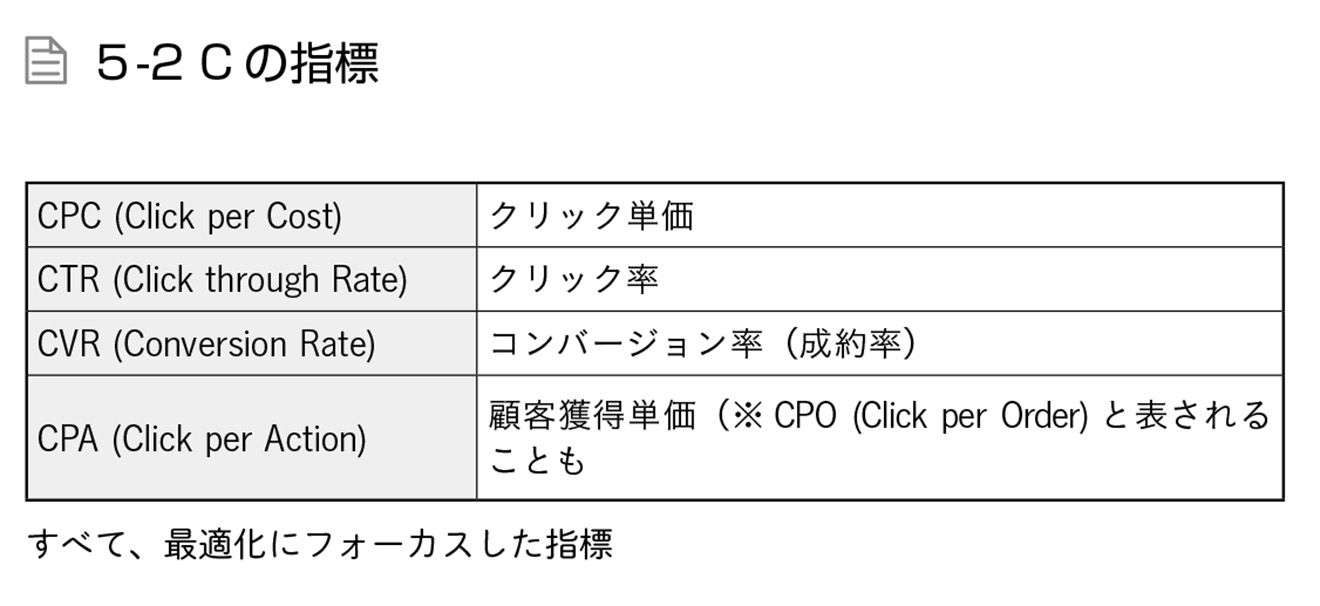 5-2 Cの指標
CPC (Click per Cost) クリック単価
CTR (Click through Rate) クリック率
CVR (Conversion Rate) コンバージョン率（成約率）
CPA (Click per Action) 顧客獲得単価（※ CPO (Click per Order) と表される
ことも
すべて、最適化にフォーカスした指標